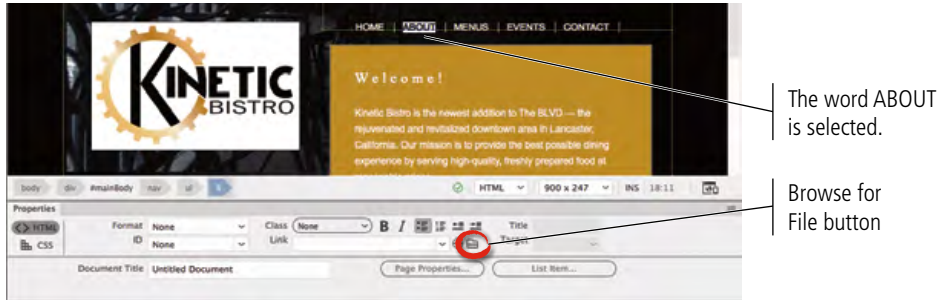 HOME | ABOUT | MENUS | EVENTS | CONTACT |
KINETIC
BISTRO
Welcome!
Kinetic Bistro is the newest addition to The BLVD — the
rejuvenated and revitalized downtown area in Lancaster,
California. Our mission is to provide the best possible dining
experience by serving high-quality, freshly prepared food at
The word ABOUT
is selected.
body div #mainBody nav ul li HTML 900 x 247 INS 18:11
Browse for
File button
Properties
<> HTML Format None Class None B I Title
CSS ID None Link Target
Document Title Untitled Document Page Properties... List Item...